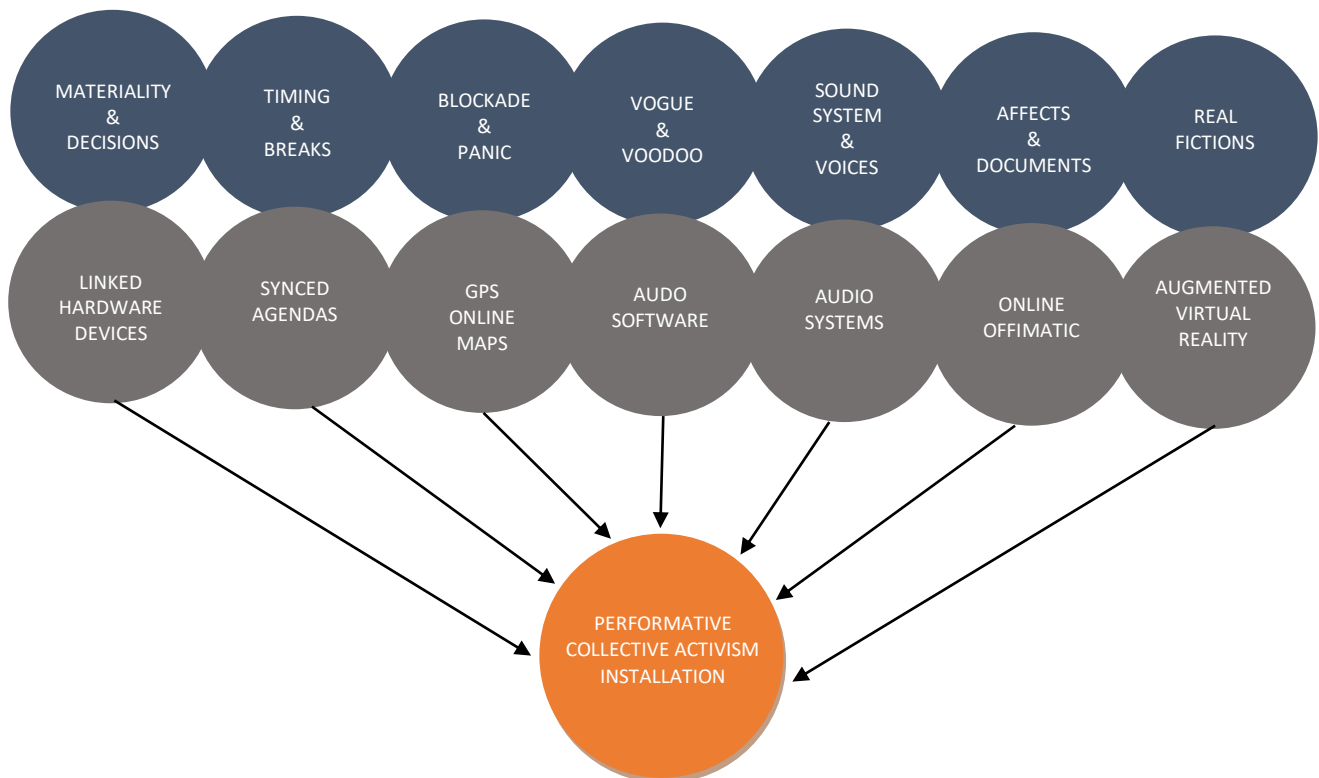 MATERIALITY
&
DECISIONS
TIMING
&
BREAKS
BLOCKADE
&
PANIC
VOGUE
&
VOODOO
SOUND
SYSTEM
&
VOICES
AFFECTS
&
DOCUMENTS
REAL
FICTIONS
LINKED
HARDWARE
DEVICES
SYNCED
AGENDAS
GPS
ONLINE
MAPS
AUDO
SOFTWARE
AUDIO
SYSTEMS
ONLINE
OFFIMATIC
AUGMENTED
VIRTUAL
REALITY
PERFORMATIVE
COLLECTIVE ACTIVISM
INSTALLATION